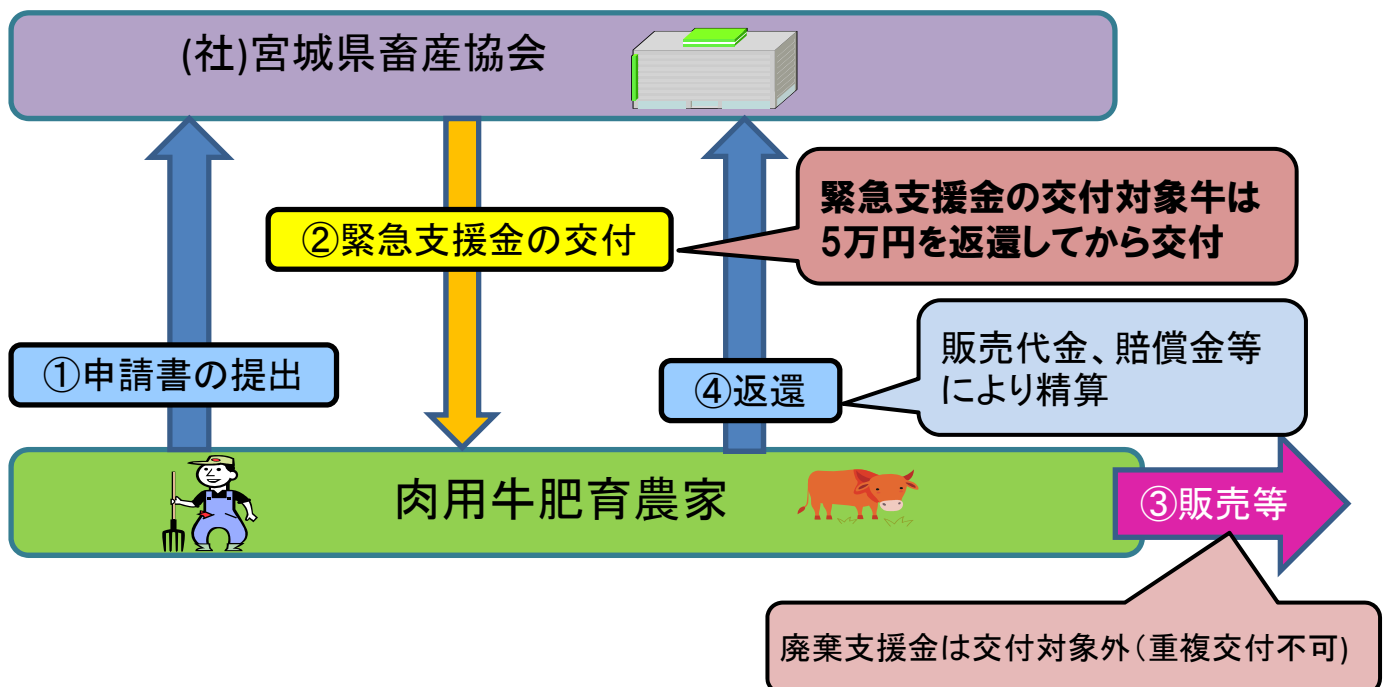 (社)宮城県畜産協会
緊急支援金の交付対象牛は
5万円を返還してから交付
②緊急支援金の交付
販売代金、賠償金等
により精算
①申請書の提出
④返還
肉用牛肥育農家
③販売等
廃棄支援金は交付対象外(重複交付不可)